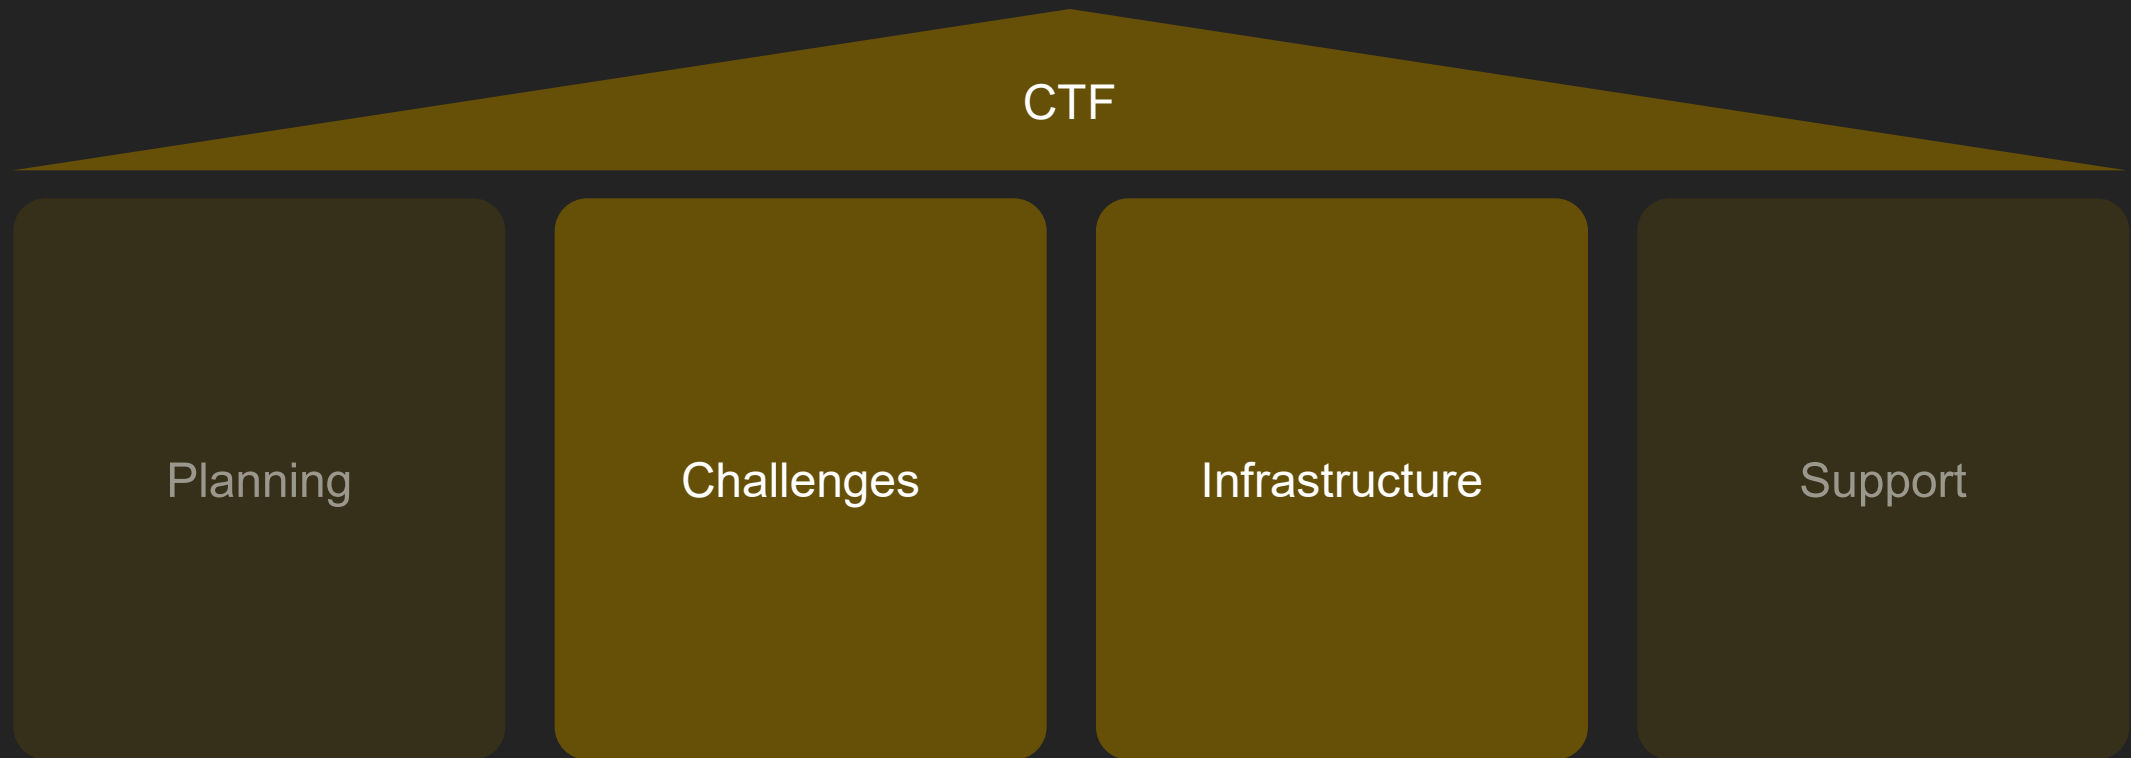 CTF
Planning
Challenges
Infrastructure
Support